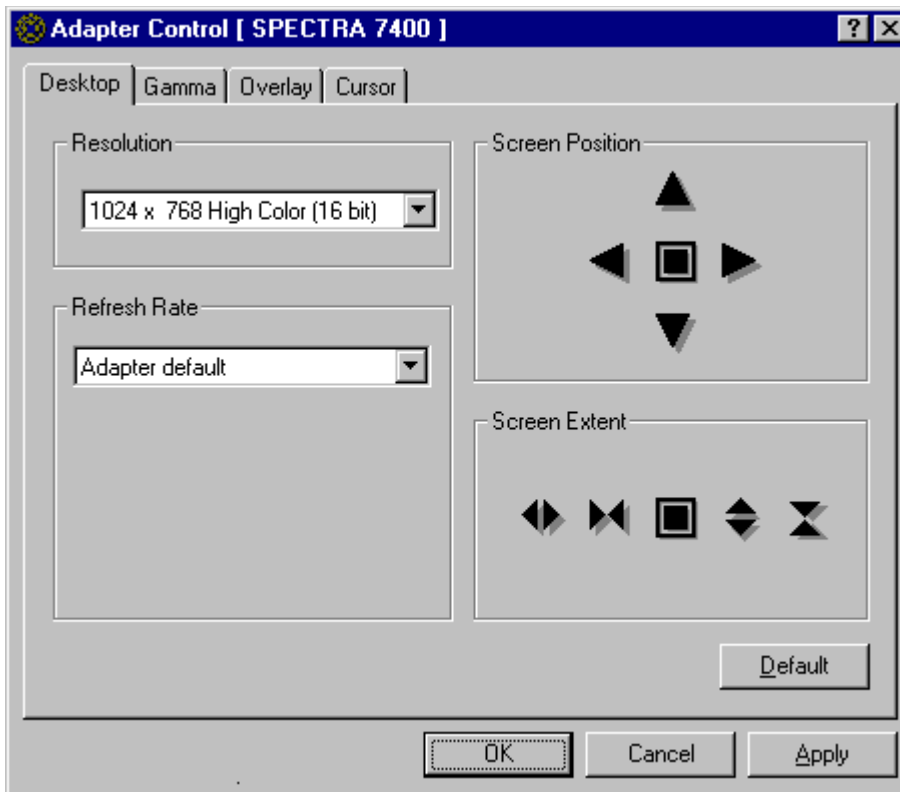 Adapter Control [ SPECTRA 7400 ]
Desktop Gamma Overlay Cursor
Resolution
1024 x  768 High Color (16 bit)
Refresh Rate
Adapter default
Screen Position
Screen Extent
Default
OK Cancel Apply